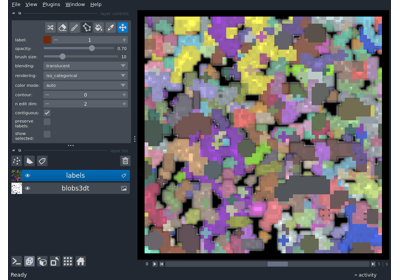 File View Plugins Window Help
label: 1
opacity: 0.70
brush size: 10
blending: translucent
rendering: iso_categorical
color mode: auto
contour: 0
n edit dim: 2
contiguous:
preserve
labels:
show
selected:
labels
blobs3dt
Ready
activity